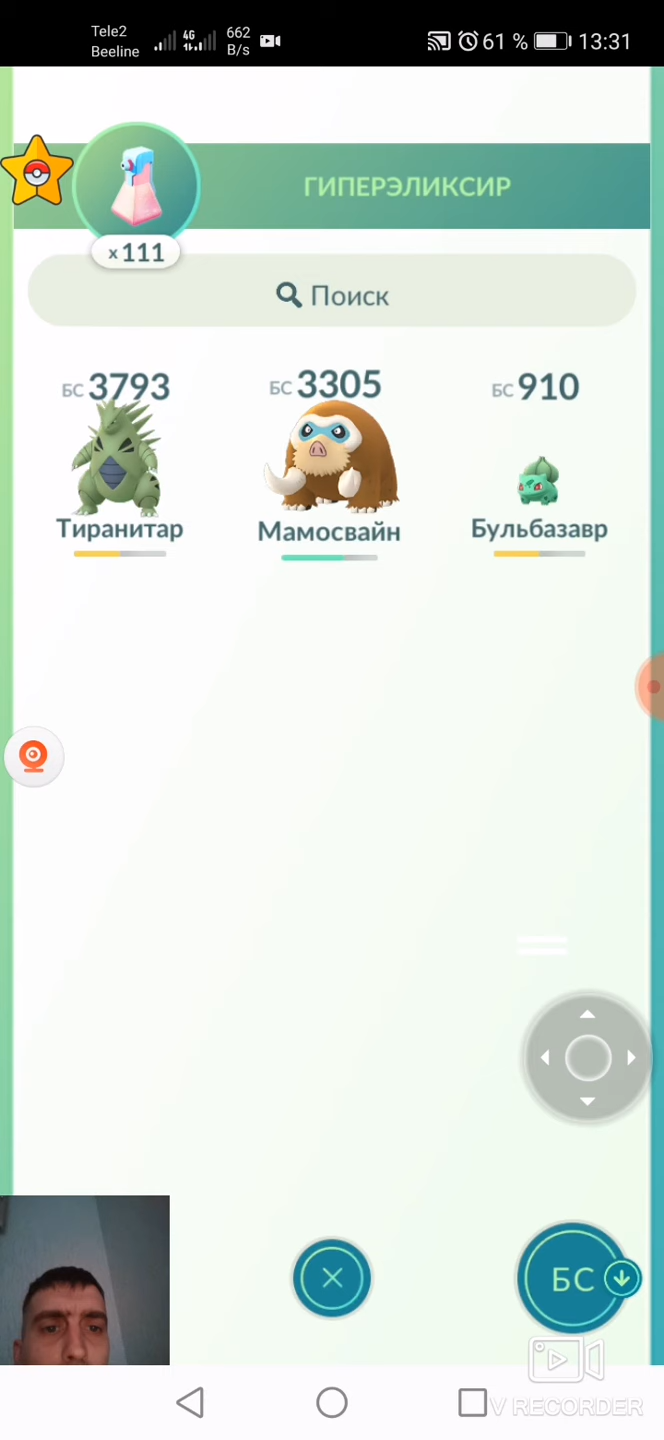 Tele2
Beeline
4G
662
B/s
61 %
13:31
ГИПЕРЭЛИКСИР
x111
Поиск
БС 3793
БС 3305
БС 910
Тиранитар
Мамосвайн
Бульбазавр
БС
V RECORDER